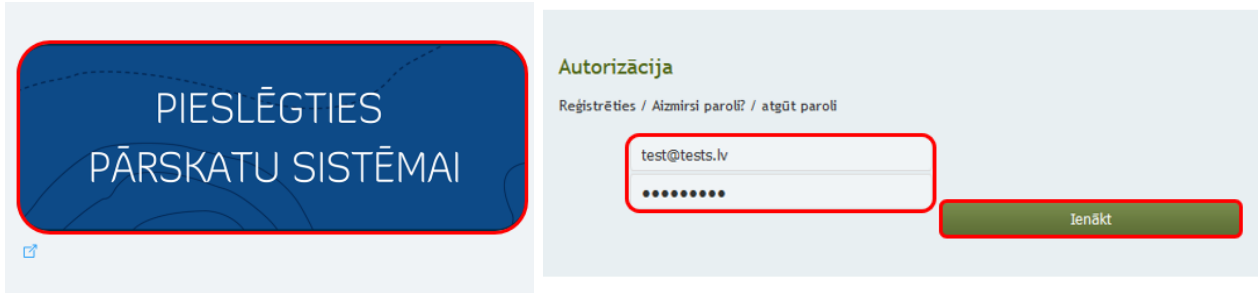 PIESLĒGTIES
PĀRSKATU SISTĒMAI
Autorizācija
Reģistrēties / Aizmirsi paroli? / atgūt paroli
test@tests.lv
•••••••••
Ienākt